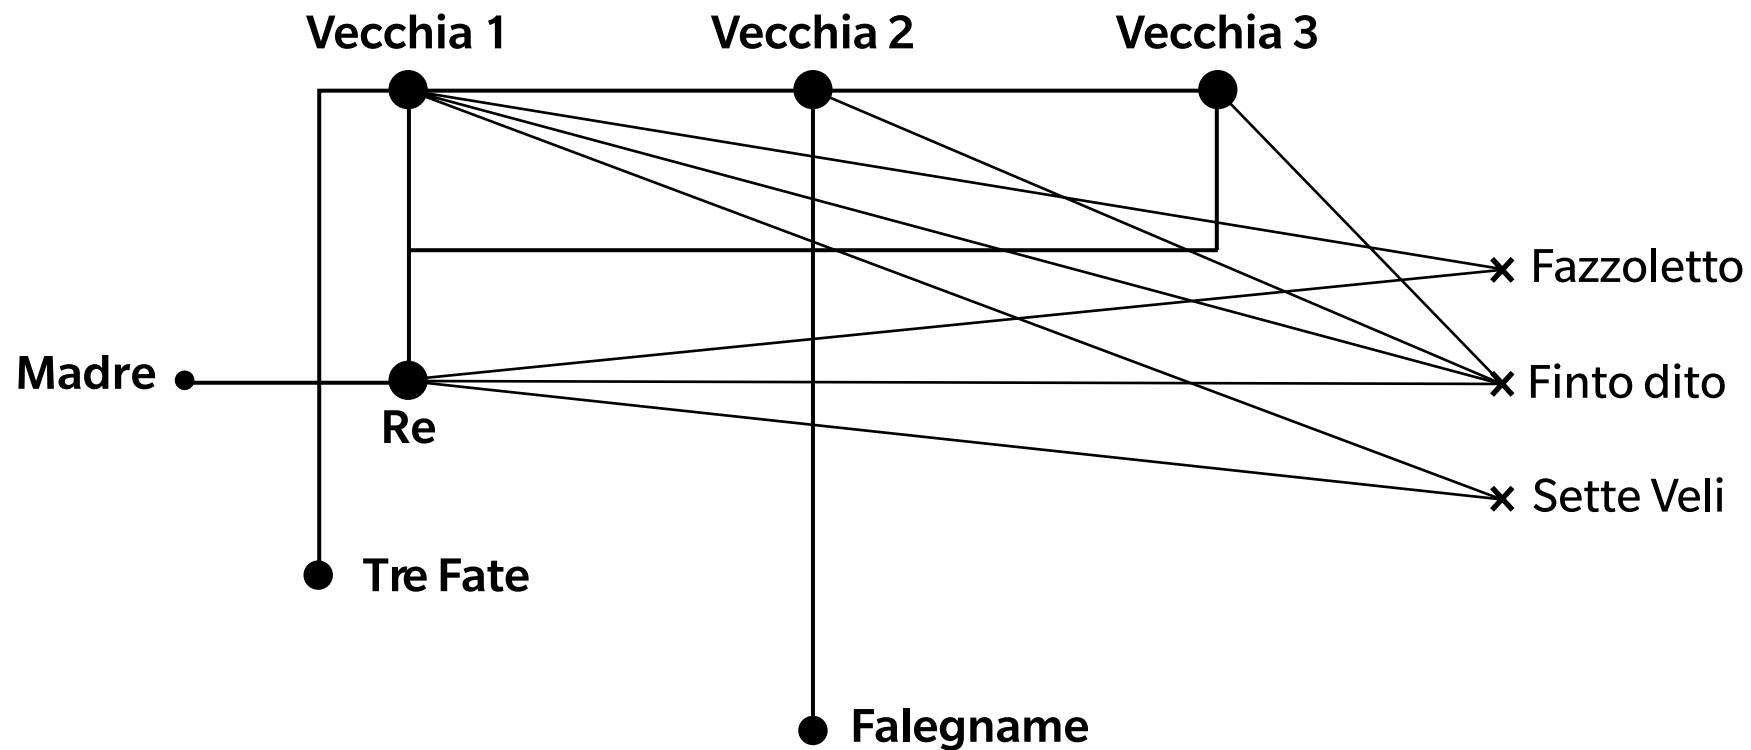 Vecchia 1
Vecchia 2
Vecchia 3
Fazzoletto
Madre
Finto dito
Re
Sette Veli
Tre Fate
Falegname